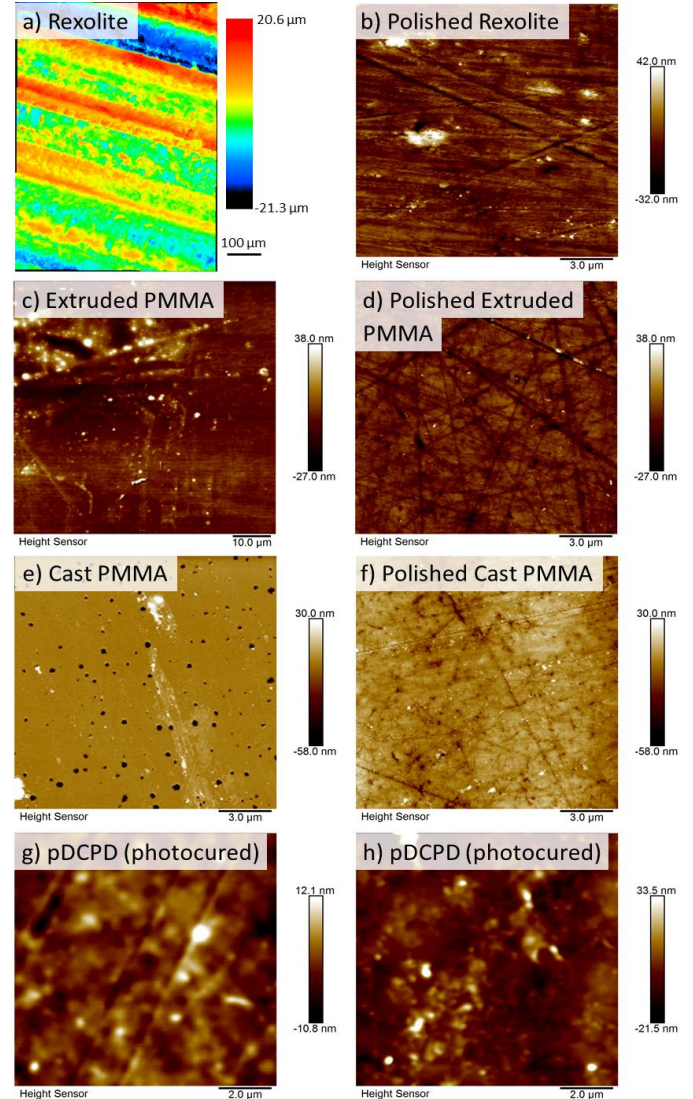 a) Rexolite
20.6 µm
-21.3 µm
100 µm
b) Polished Rexolite
42.0 nm
-32.0 nm
Height Sensor
3.0 µm
c) Extruded PMMA
38.0 nm
-27.0 nm
Height Sensor
10.0 µm
d) Polished Extruded
PMMA
38.0 nm
-27.0 nm
Height Sensor
3.0 µm
e) Cast PMMA
30.0 nm
-58.0 nm
Height Sensor
3.0 µm
f) Polished Cast PMMA
30.0 nm
-58.0 nm
Height Sensor
3.0 µm
g) pDCPD (photocured)
12.1 nm
-10.8 nm
Height Sensor
2.0 µm
h) pDCPD (photocured)
33.5 nm
-21.5 nm
Height Sensor
2.0 µm